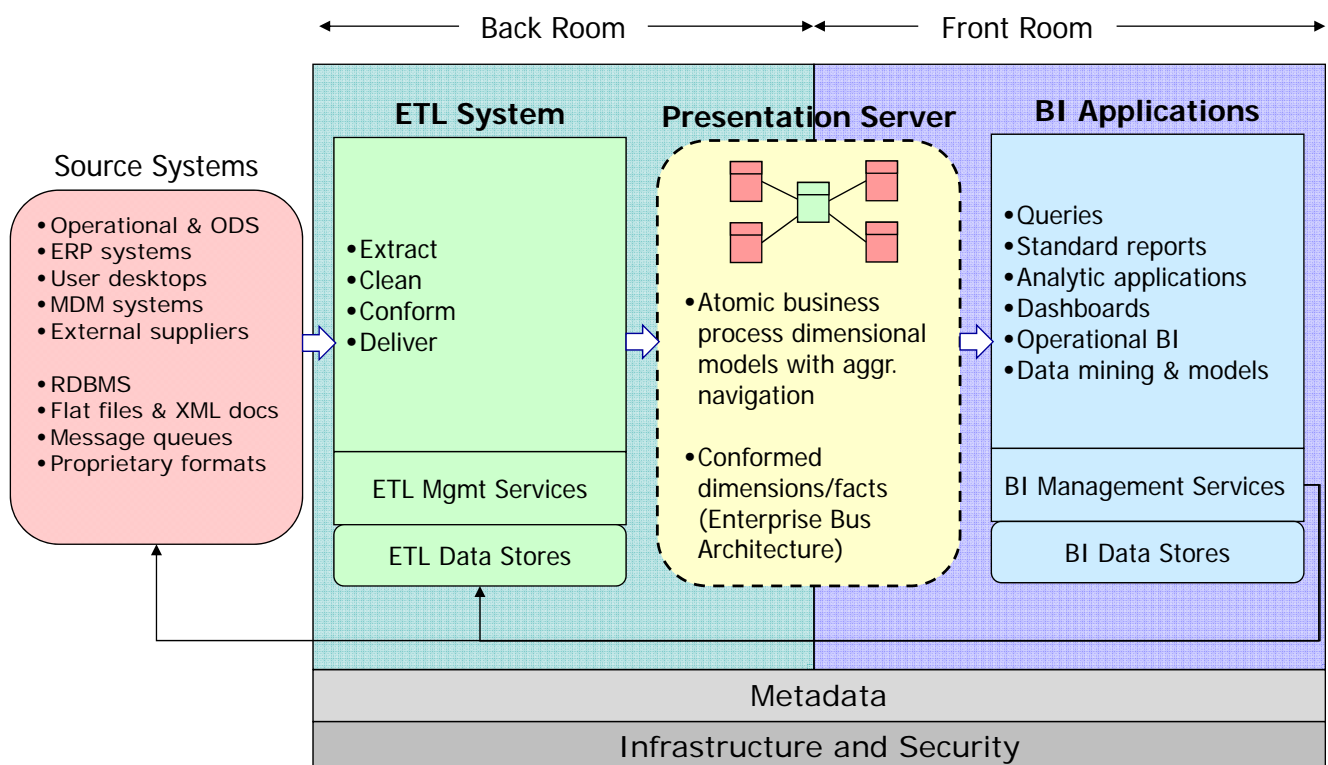 Back Room
Front Room
ETL System
Presentation Server
BI Applications
Source Systems
•Operational & ODS
•ERP systems
•User desktops
•MDM systems
•External suppliers
•RDBMS
•Flat files & XML docs
•Message queues
•Proprietary formats
•Extract
•Clean
•Conform
•Deliver
ETL Mgmt Services
ETL Data Stores
•Atomic business
process dimensional
models with aggr.
navigation
•Conformed
dimensions/facts
(Enterprise Bus
Architecture)
•Queries
•Standard reports
•Analytic applications
•Dashboards
•Operational BI
•Data mining & models
BI Management Services
BI Data Stores
Metadata
Infrastructure and Security